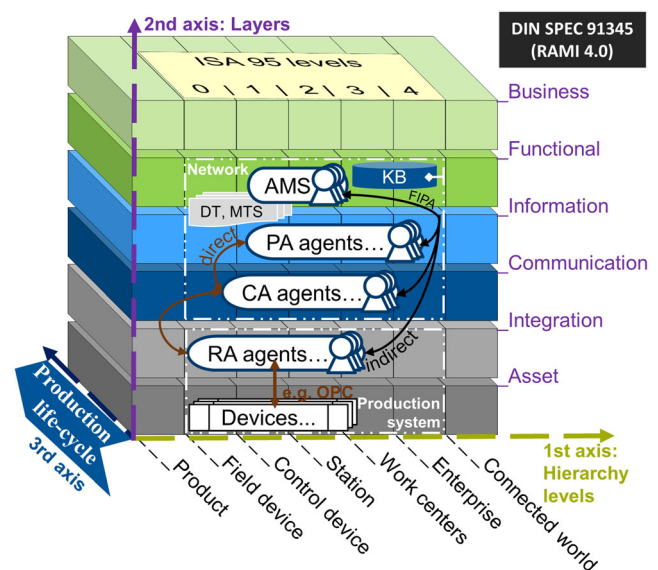 2nd axis: Layers
DIN SPEC 91345
(RAMI 4.0)
ISA 95 levels
0 1 2 3 4
Business
Functional
Network
AMS
KB
FIPA
Information
DT, MTS
PA agents...
direct
Communication
CA agents...
Integration
RA agents...
indirect
Asset
e.g. OPC
Devices...
Production
system
Production
life-cycle
3rd axis
1st axis:
Hierarchy
levels
Product
Field device
Control device
Station
Work centers
Enterprise
Connected world